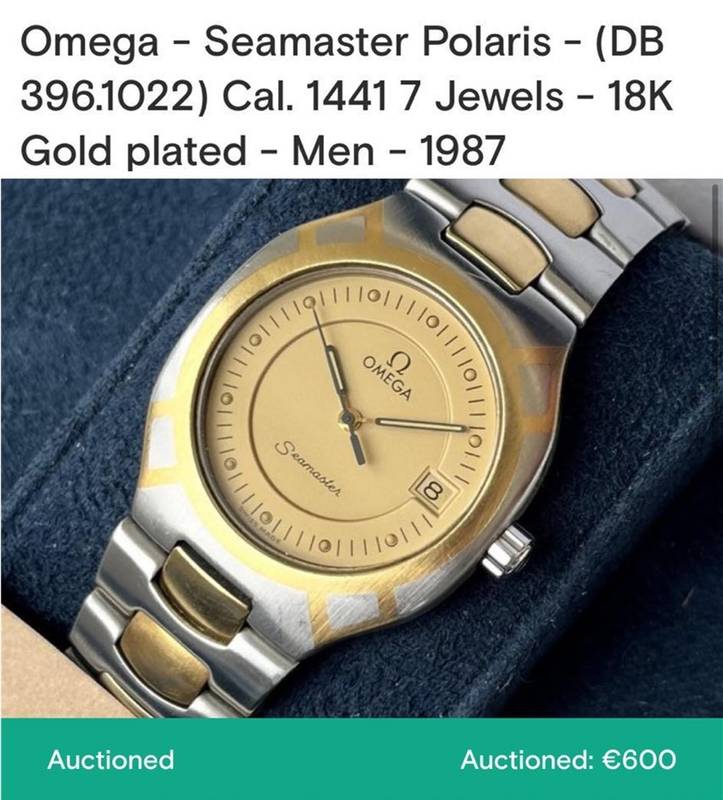 Omega - Seamaster Polaris - (DB
396.1022) Cal. 1441 7 Jewels - 18K
Gold plated - Men - 1987
Ω
OMEGA
Seamaster
8
SWISS MADE
Auctioned
Auctioned: €600